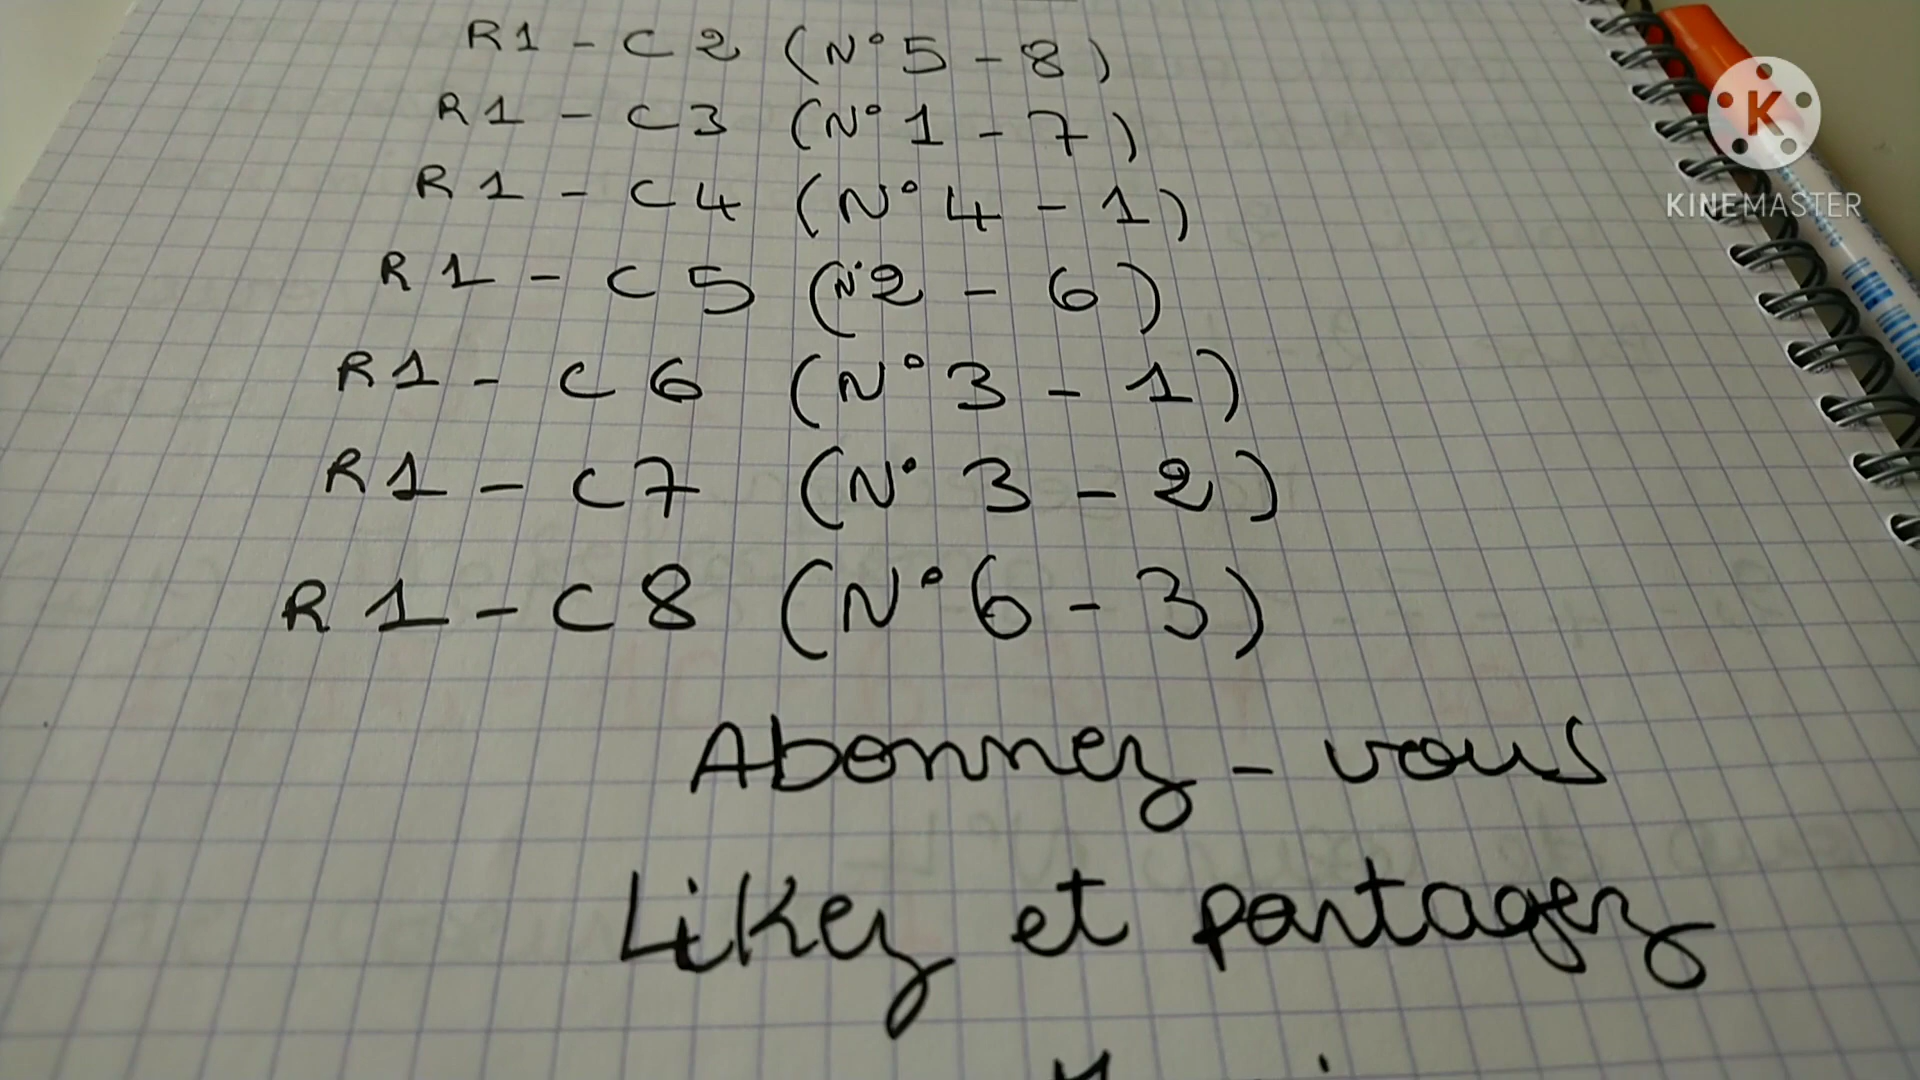 R1 - C2 (N° 5 - 8)
R1 - C3 (N° 1 - 7)
R1 - C4 (N° 4 - 1)
R1 - C5 (N° 2 - 6)
R1 - C6 (N° 3 - 1)
R1 - C7 (N° 3 - 2)
R1 - C8 (N° 6 - 3)
Abonnez-vous
Likez et partagez
K
KINEMASTER